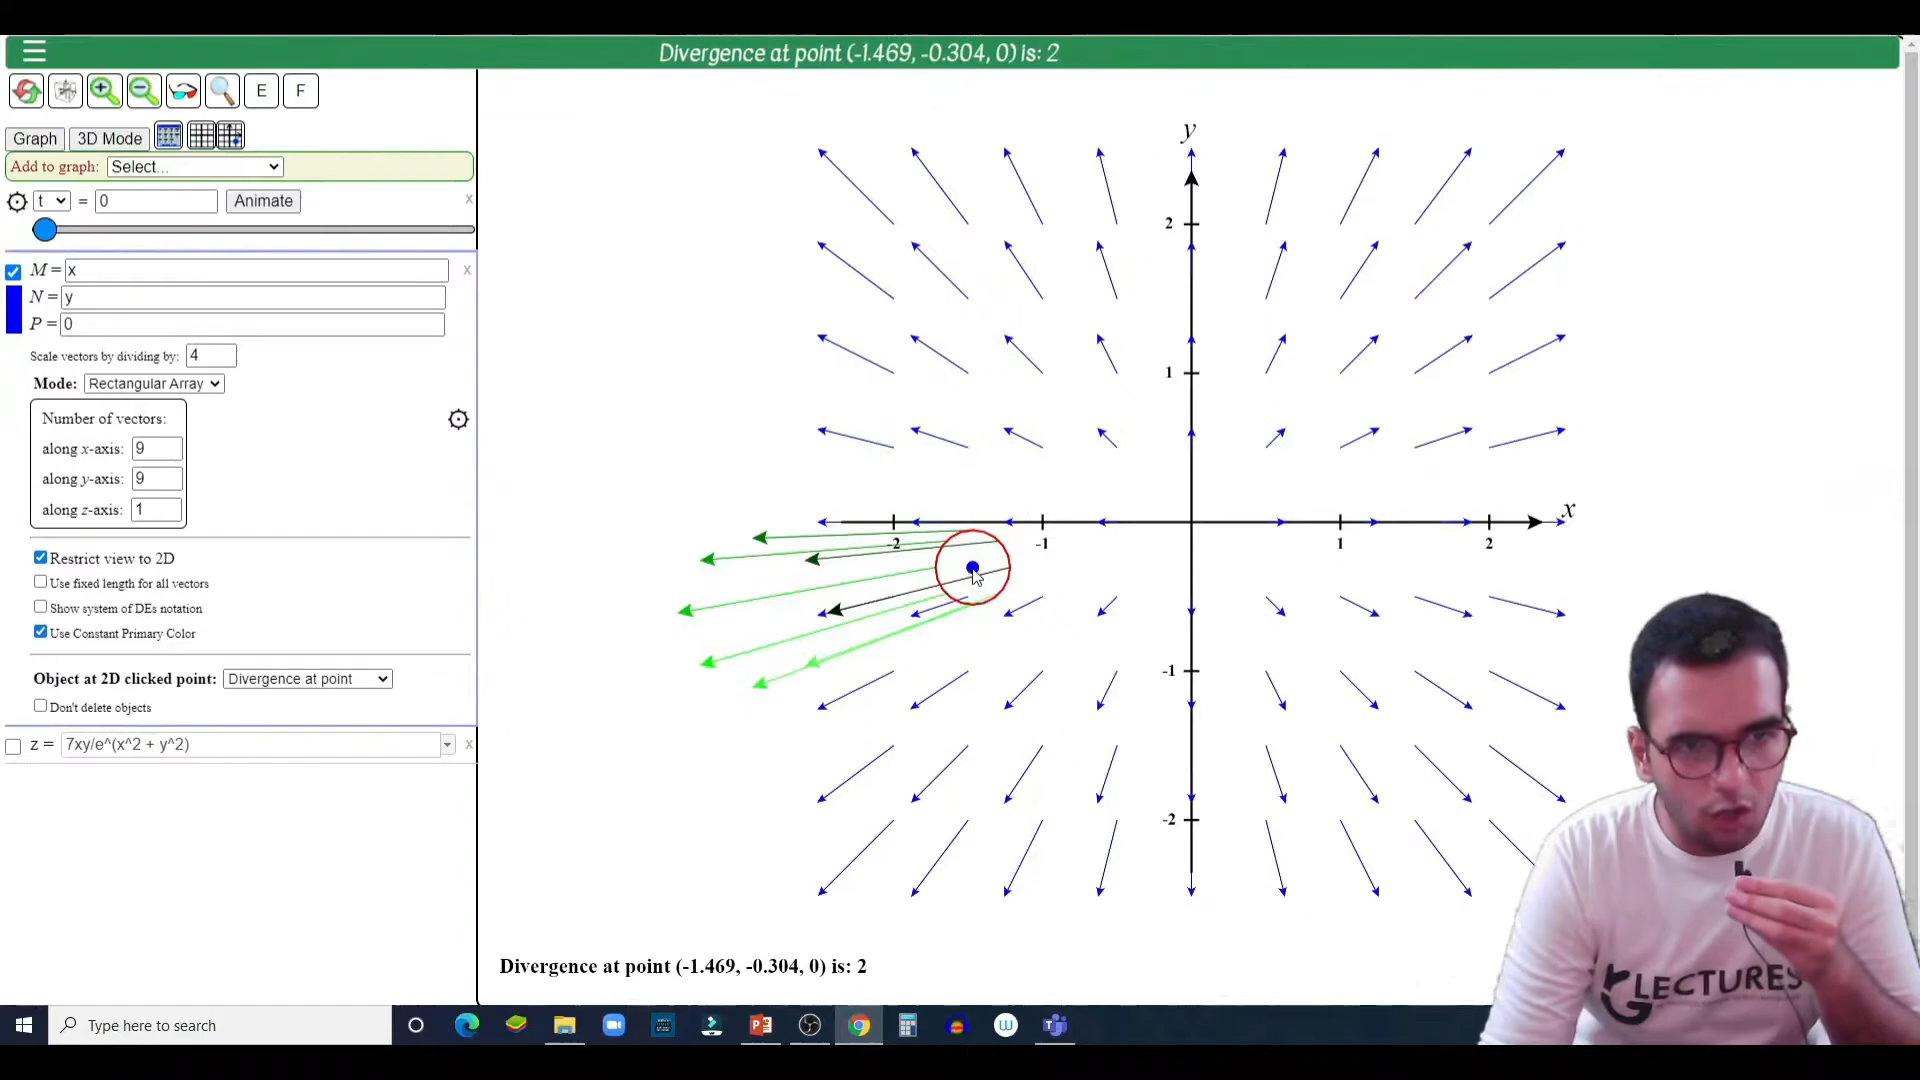 Divergence at point (-1.469, -0.304, 0) is: 2
E F
Graph 3D Mode
Add to graph: Select...
t = 0 Animate x
M = x x
N = y
P = 0
Scale vectors by dividing by: 4
Mode: Rectangular Array
Number of vectors:
along x-axis: 9
along y-axis: 9
along z-axis: 1
Restrict view to 2D
Use fixed length for all vectors
Show system of DEs notation
Use Constant Primary Color
Object at 2D clicked point: Divergence at point
Don't delete objects
z = 7xy/e^(x^2 + y^2) x
y
2
1
x
-2 -1 1 2
-1
-2
Divergence at point (-1.469, -0.304, 0) is: 2
LECTURES
Type here to search